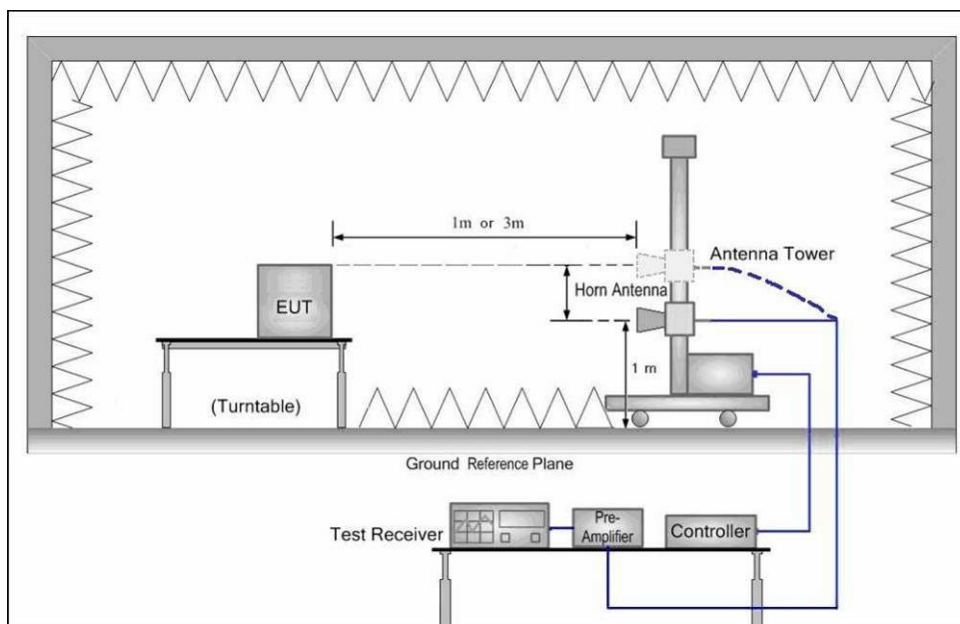 1m or 3m
Antenna Tower
Horn Antenna
EUT
1 m
(Turntable)
Ground Reference Plane
Test Receiver
Pre-
Amplifier
Controller